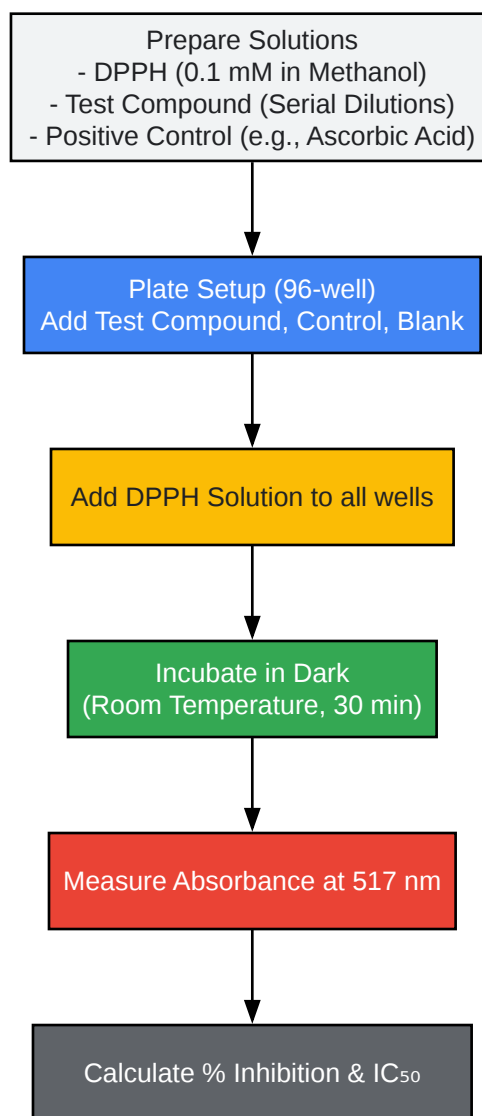 Prepare Solutions
- DPPH (0.1 mM in Methanol)
- Test Compound (Serial Dilutions)
- Positive Control (e.g., Ascorbic Acid)
Plate Setup (96-well)
Add Test Compound, Control, Blank
Add DPPH Solution to all wells
Incubate in Dark
(Room Temperature, 30 min)
Measure Absorbance at 517 nm
Calculate % Inhibition & IC₅₀